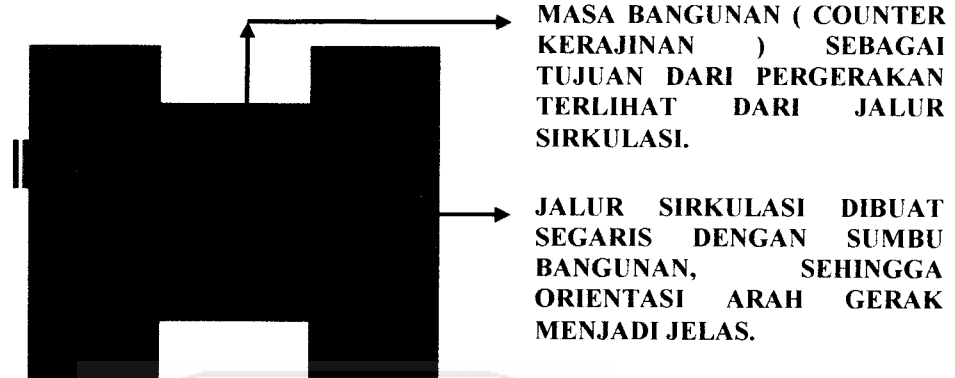 MASA BANGUNAN ( COUNTER
KERAJINAN ) SEBAGAI
TUJUAN DARI PERGERAKAN
TERLIHAT DARI JALUR
SIRKULASI.
JALUR SIRKULASI DIBUAT
SEGARIS DENGAN SUMBU
BANGUNAN, SEHINGGA
ORIENTASI ARAH GERAK
MENJADI JELAS.